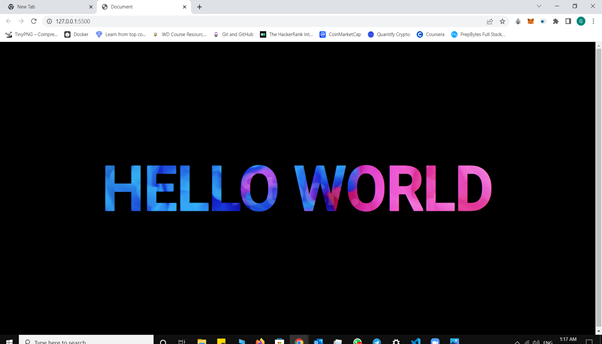 New Tab
Document
127.0.0.1:5500
TinyPNG – Compre...
Docker
Learn from top co...
WD Course Resourc...
Git and GitHub
The HackerRank Int...
CoinMarketCap
Quantify Crypto
Coursera
PrepBytes Full Stack...
HELLO WORLD
Type here to search
ENG
1:17 AM